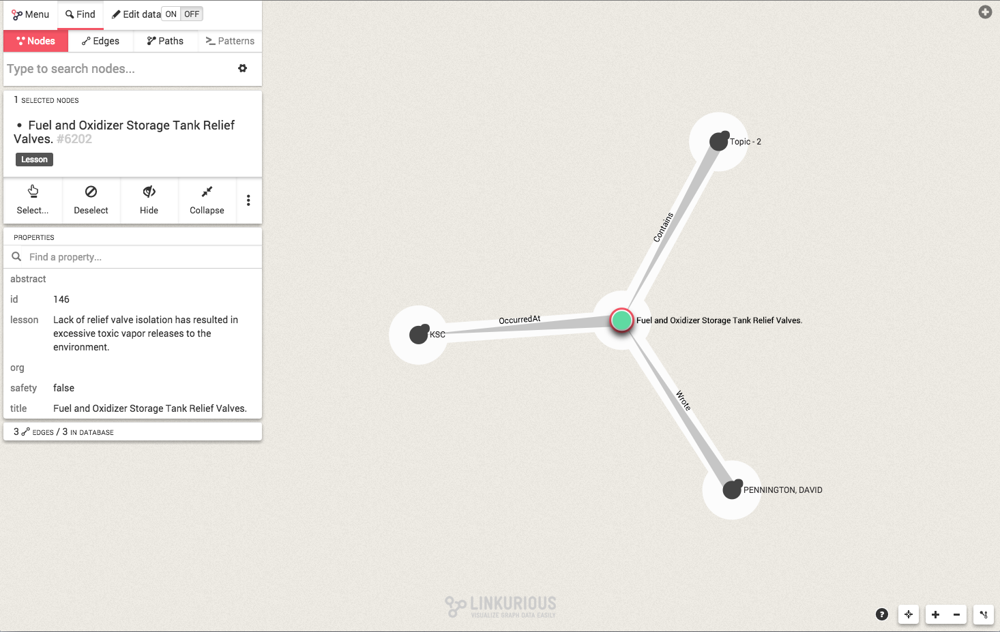 Menu Find Edit data ON OFF
Nodes Edges Paths Patterns
Type to search nodes...
1 SELECTED NODES
• Fuel and Oxidizer Storage Tank Relief
Valves. #6202
Lesson
Select... Deselect Hide Collapse
PROPERTIES
Find a property...
abstract
id 146
lesson Lack of relief valve isolation has resulted in
excessive toxic vapor releases to the
environment.
org
safety false
title Fuel and Oxidizer Storage Tank Relief Valves.
3 EDGES / 3 IN DATABASE
Topic - 2
Contains
OccurredAt
Fuel and Oxidizer Storage Tank Relief Valves.
KSC
Wrote
PENNINGTON, DAVID
LINKURIOUS
VISUALIZE GRAPH DATA EASILY